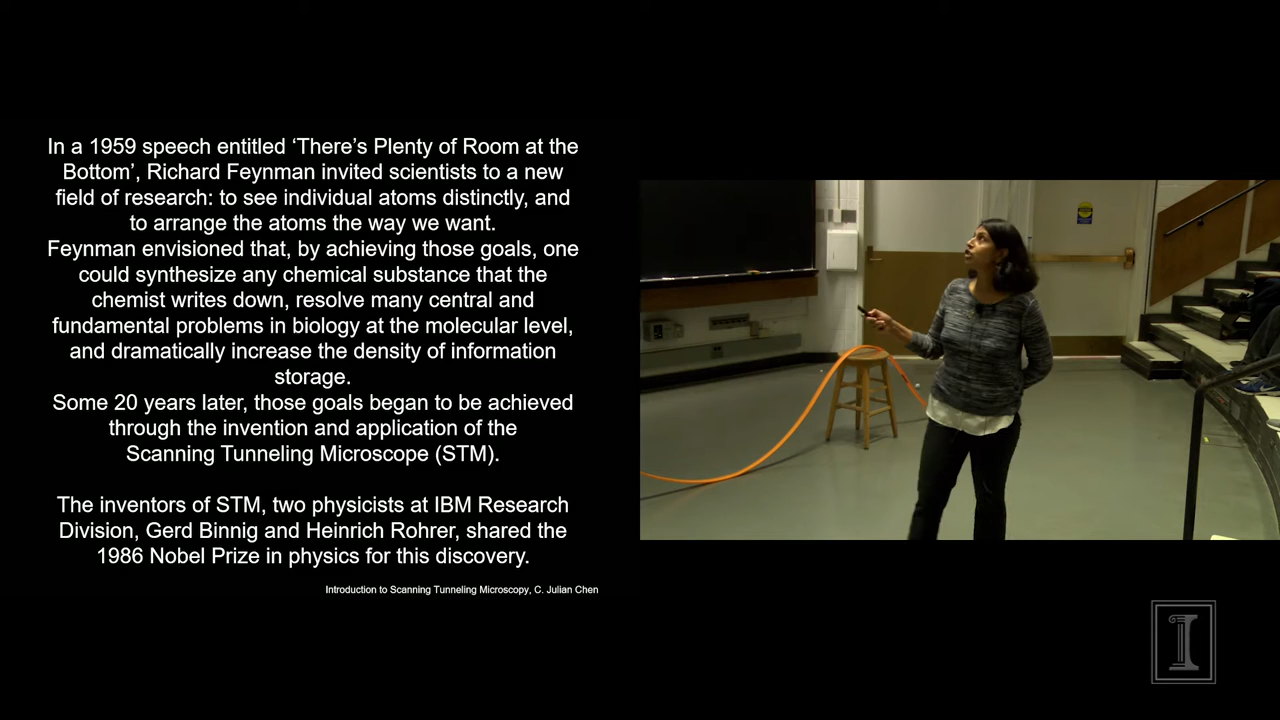 In a 1959 speech entitled ‘There’s Plenty of Room at the
Bottom’, Richard Feynman invited scientists to a new
field of research: to see individual atoms distinctly, and
to arrange the atoms the way we want.
Feynman envisioned that, by achieving those goals, one
could synthesize any chemical substance that the
chemist writes down, resolve many central and
fundamental problems in biology at the molecular level,
and dramatically increase the density of information
storage.
Some 20 years later, those goals began to be achieved
through the invention and application of the
Scanning Tunneling Microscope (STM).
The inventors of STM, two physicists at IBM Research
Division, Gerd Binnig and Heinrich Rohrer, shared the
1986 Nobel Prize in physics for this discovery.
Introduction to Scanning Tunneling Microscopy, C. Julian Chen
I